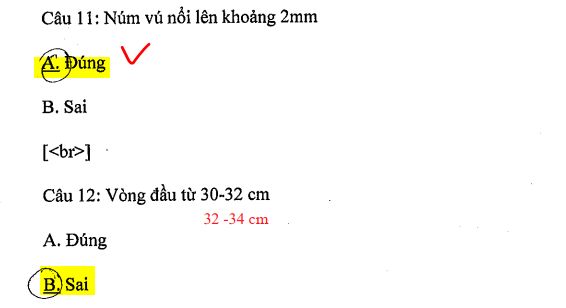 Câu 11: Núm vú nổi lên khoảng 2mm
A. Đúng
B. Sai
[<br>]
Câu 12: Vòng đầu từ 30-32 cm
32 -34 cm
A. Đúng
B. Sai